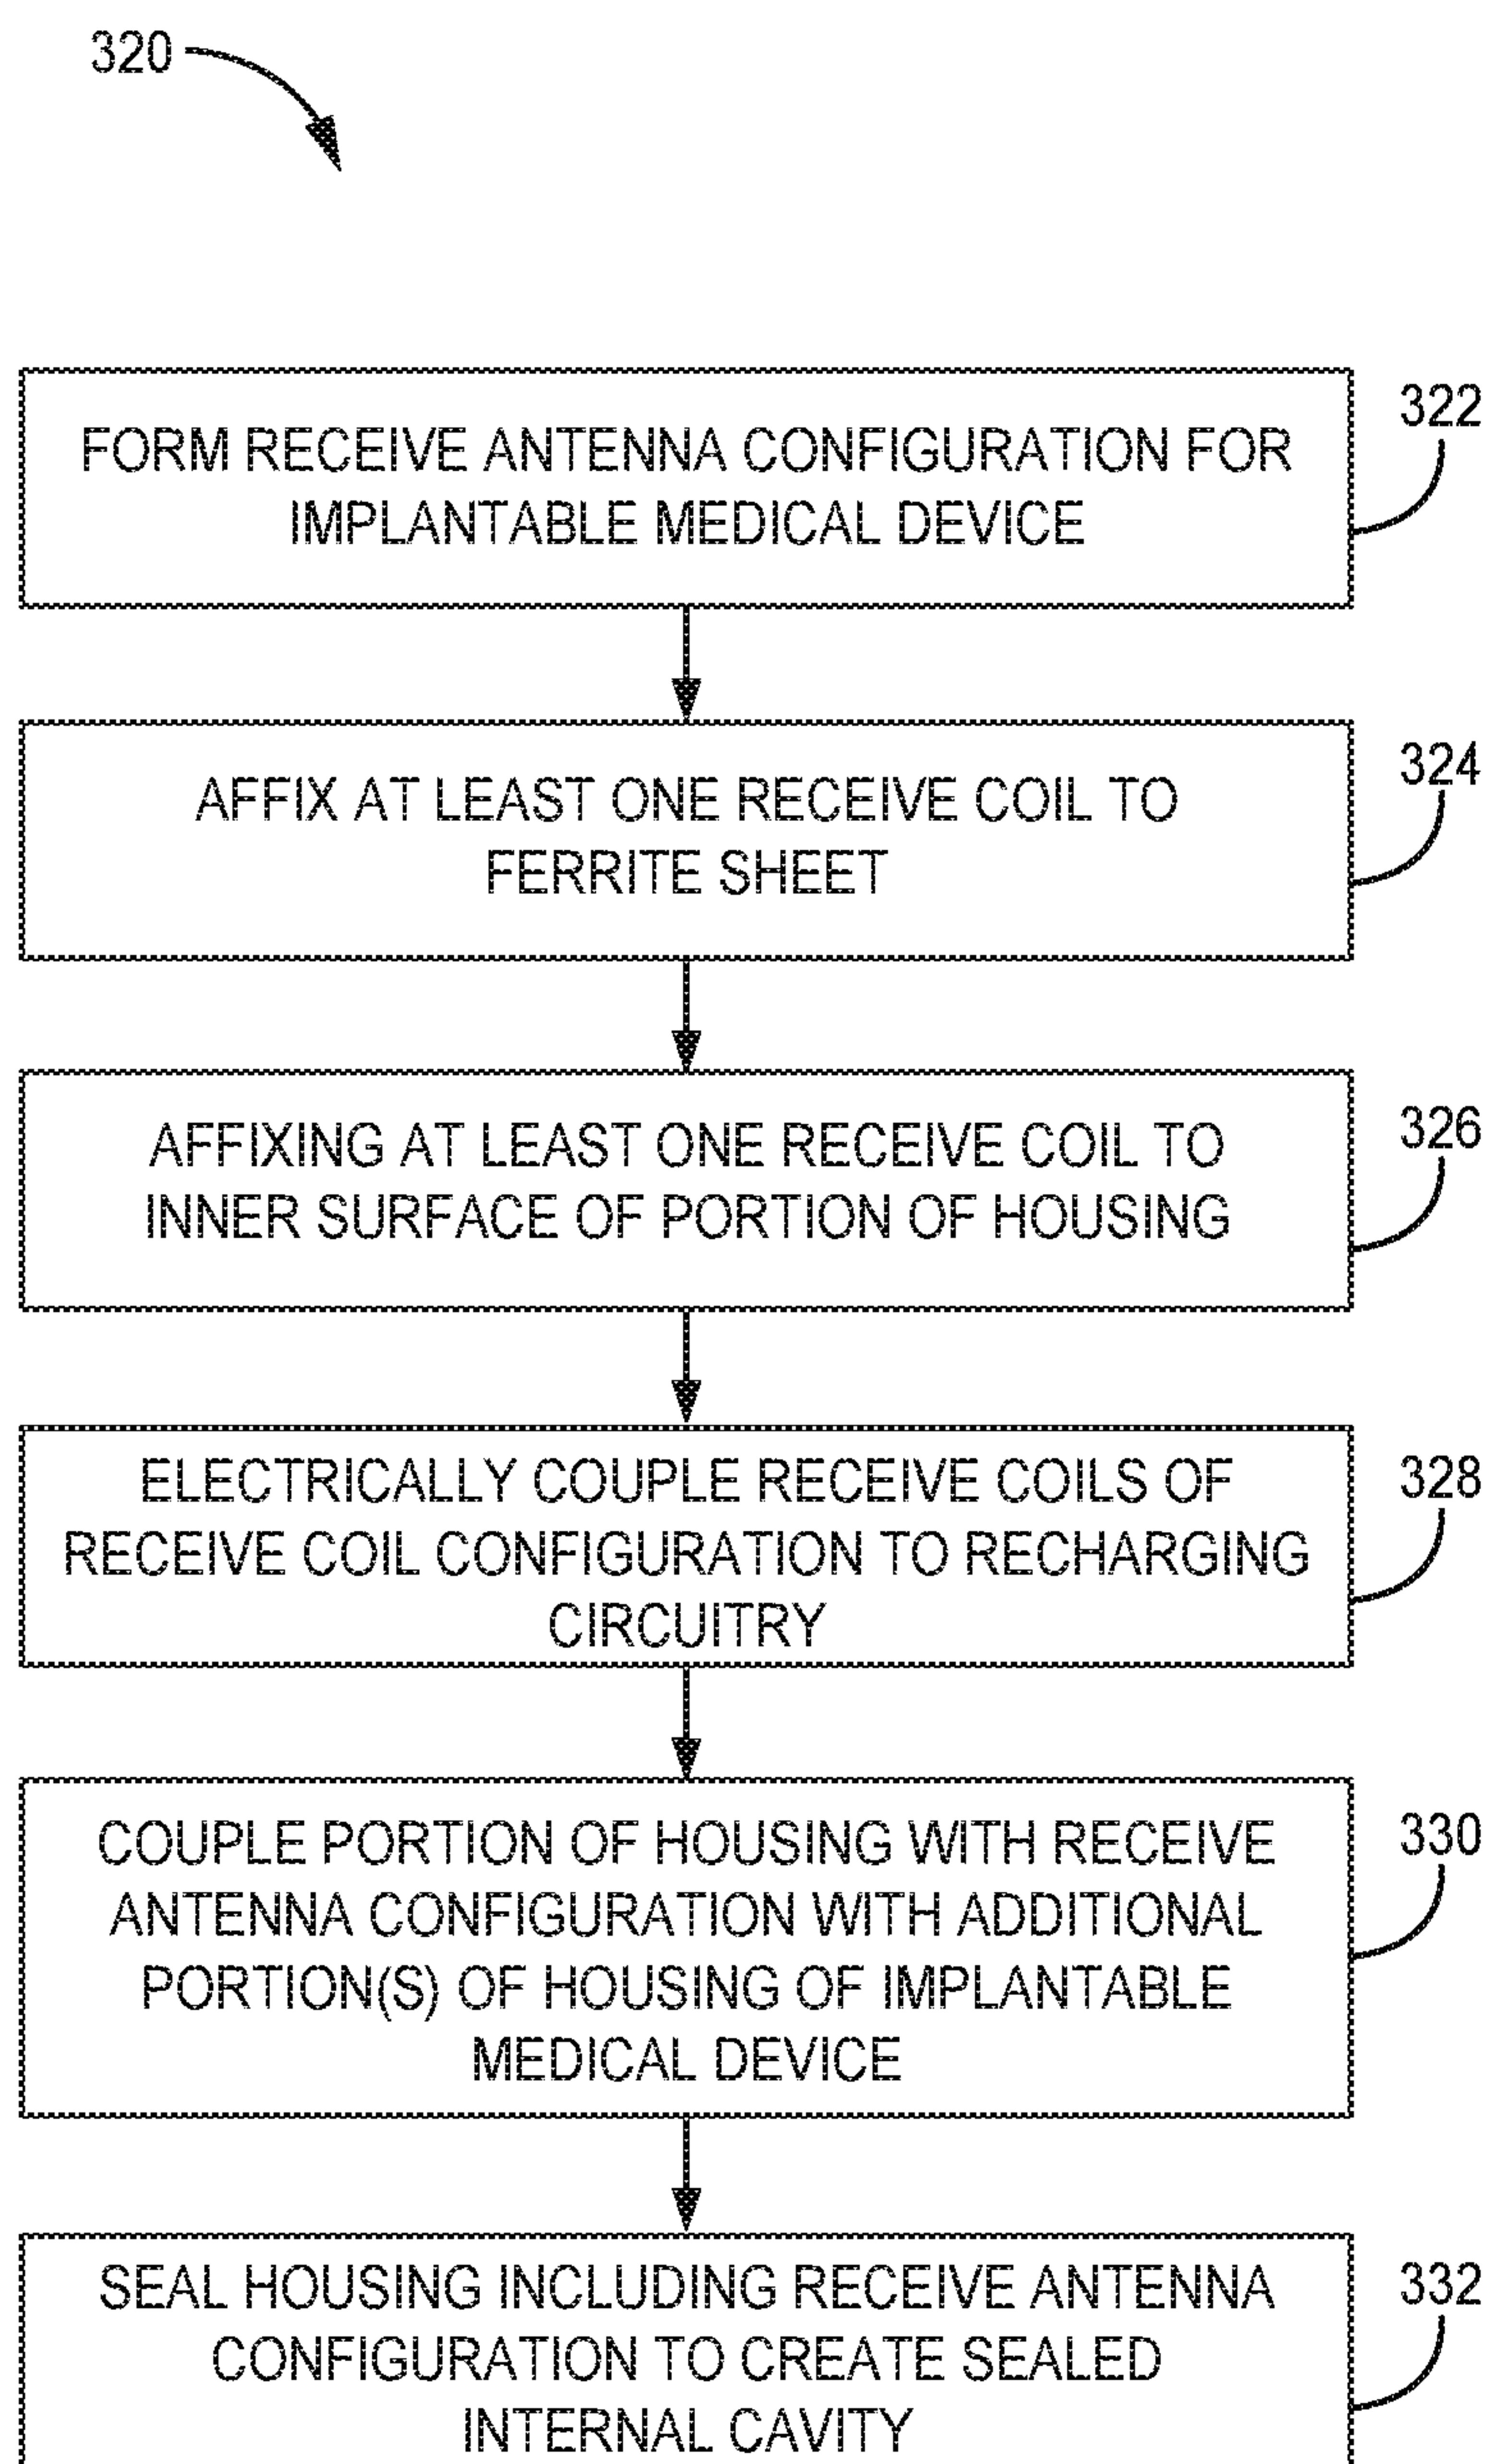 320
322
FORM RECEIVE ANTENNA CONFIGURATION FOR
IMPLANTABLE MEDICAL DEVICE
324
AFFIX AT LEAST ONE RECEIVE COIL TO
FERRITE SHEET
326
AFFIXING AT LEAST ONE RECEIVE COIL TO
INNER SURFACE OF PORTION OF HOUSING
328
ELECTRICALLY COUPLE RECEIVE COILS OF
RECEIVE COIL CONFIGURATION TO RECHARGING
CIRCUITRY
330
COUPLE PORTION OF HOUSING WITH RECEIVE
ANTENNA CONFIGURATION WITH ADDITIONAL
PORTION(S) OF HOUSING OF IMPLANTABLE
MEDICAL DEVICE
332
SEAL HOUSING INCLUDING RECEIVE ANTENNA
CONFIGURATION TO CREATE SEALED
INTERNAL CAVITY